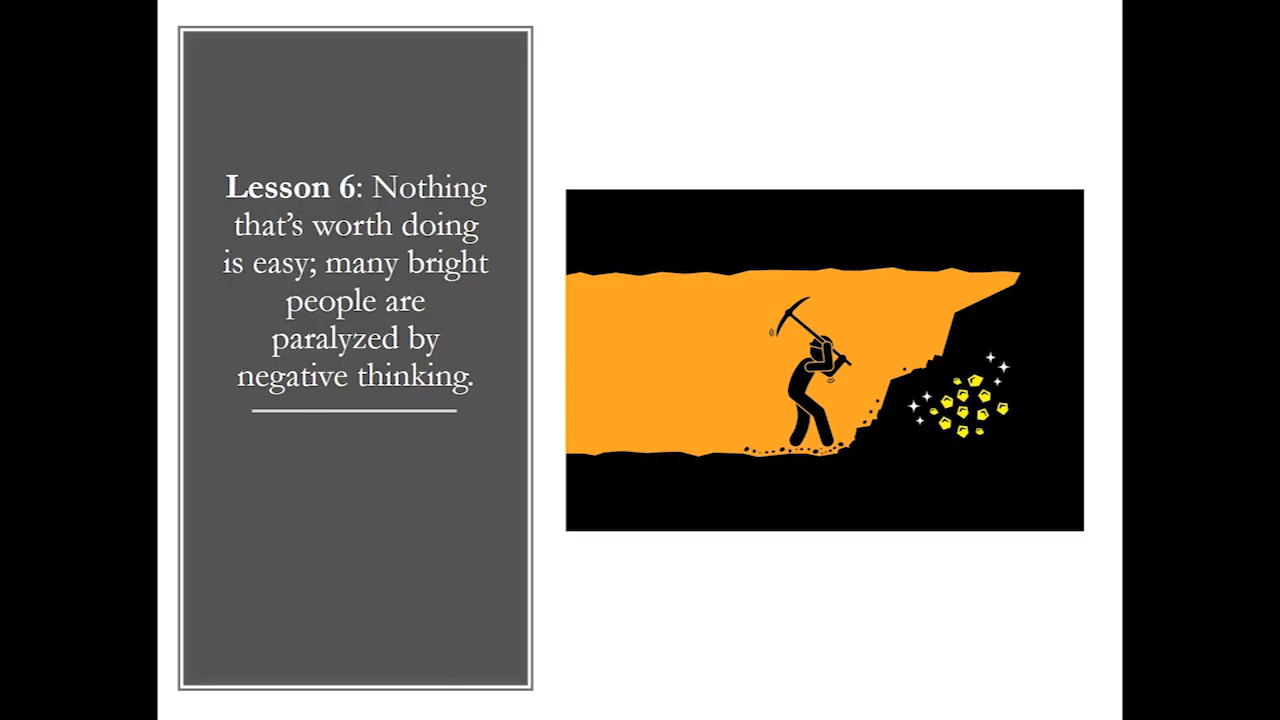 Lesson 6: Nothing
that’s worth doing
is easy; many bright
people are
paralyzed by
negative thinking.